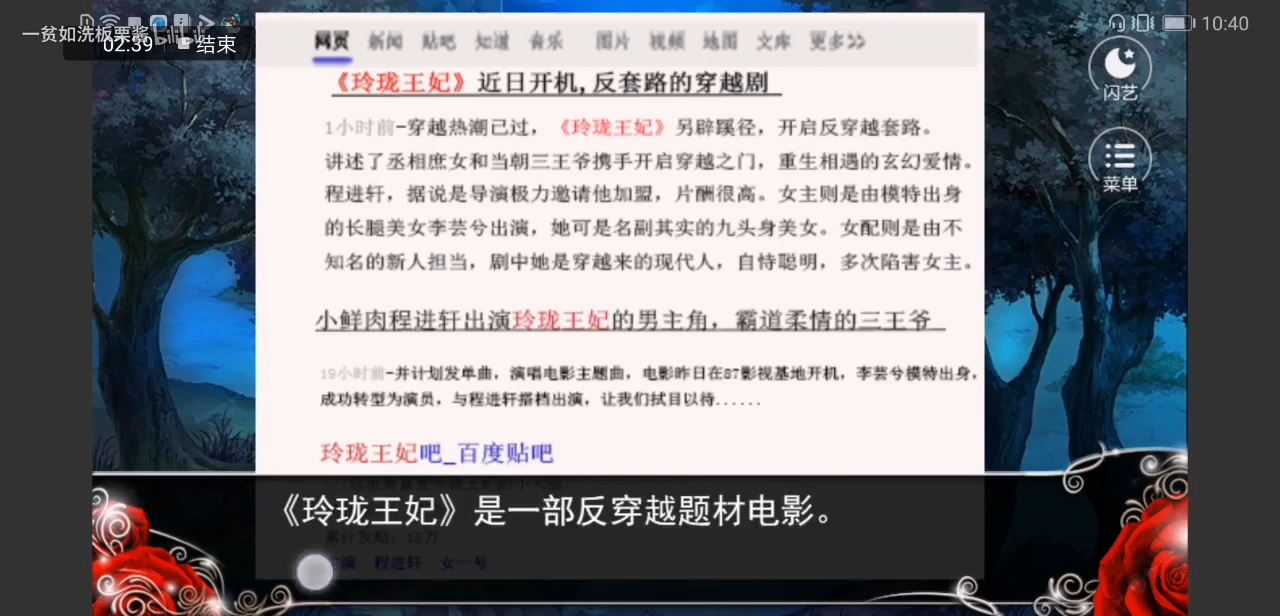 一贫如洗板栗酱
bilibili
10:40
02:39
结束
网页 新闻 贴吧 知道 音乐 图片 视频 地图 文库 更多>>
闪艺
《玲珑王妃》近日开机,反套路的穿越剧
1小时前-穿越热潮已过，《玲珑王妃》另辟蹊径，开启反穿越套路。
讲述了丞相庶女和当朝三王爷携手开启穿越之门，重生相遇的玄幻爱情。
菜单
程进轩，据说是导演极力邀请他加盟，片酬很高。女主则是由模特出身
的长腿美女李芸兮出演，她可是名副其实的九头身美女。女配则是由不
知名的新人担当，剧中她是穿越来的现代人，自恃聪明，多次陷害女主。
小鲜肉程进轩出演玲珑王妃的男主角，霸道柔情的三王爷
19小时前-并计划发单曲，演唱电影主题曲，电影昨日在87影视基地开机，李芸兮模特出身，
成功转型为演员，与程进轩搭档出演，让我们拭目以待......
玲珑王妃吧_百度贴吧
《玲珑王妃》是一部反穿越题材电影。
累计发贴：10万
主演 程进轩 女一号